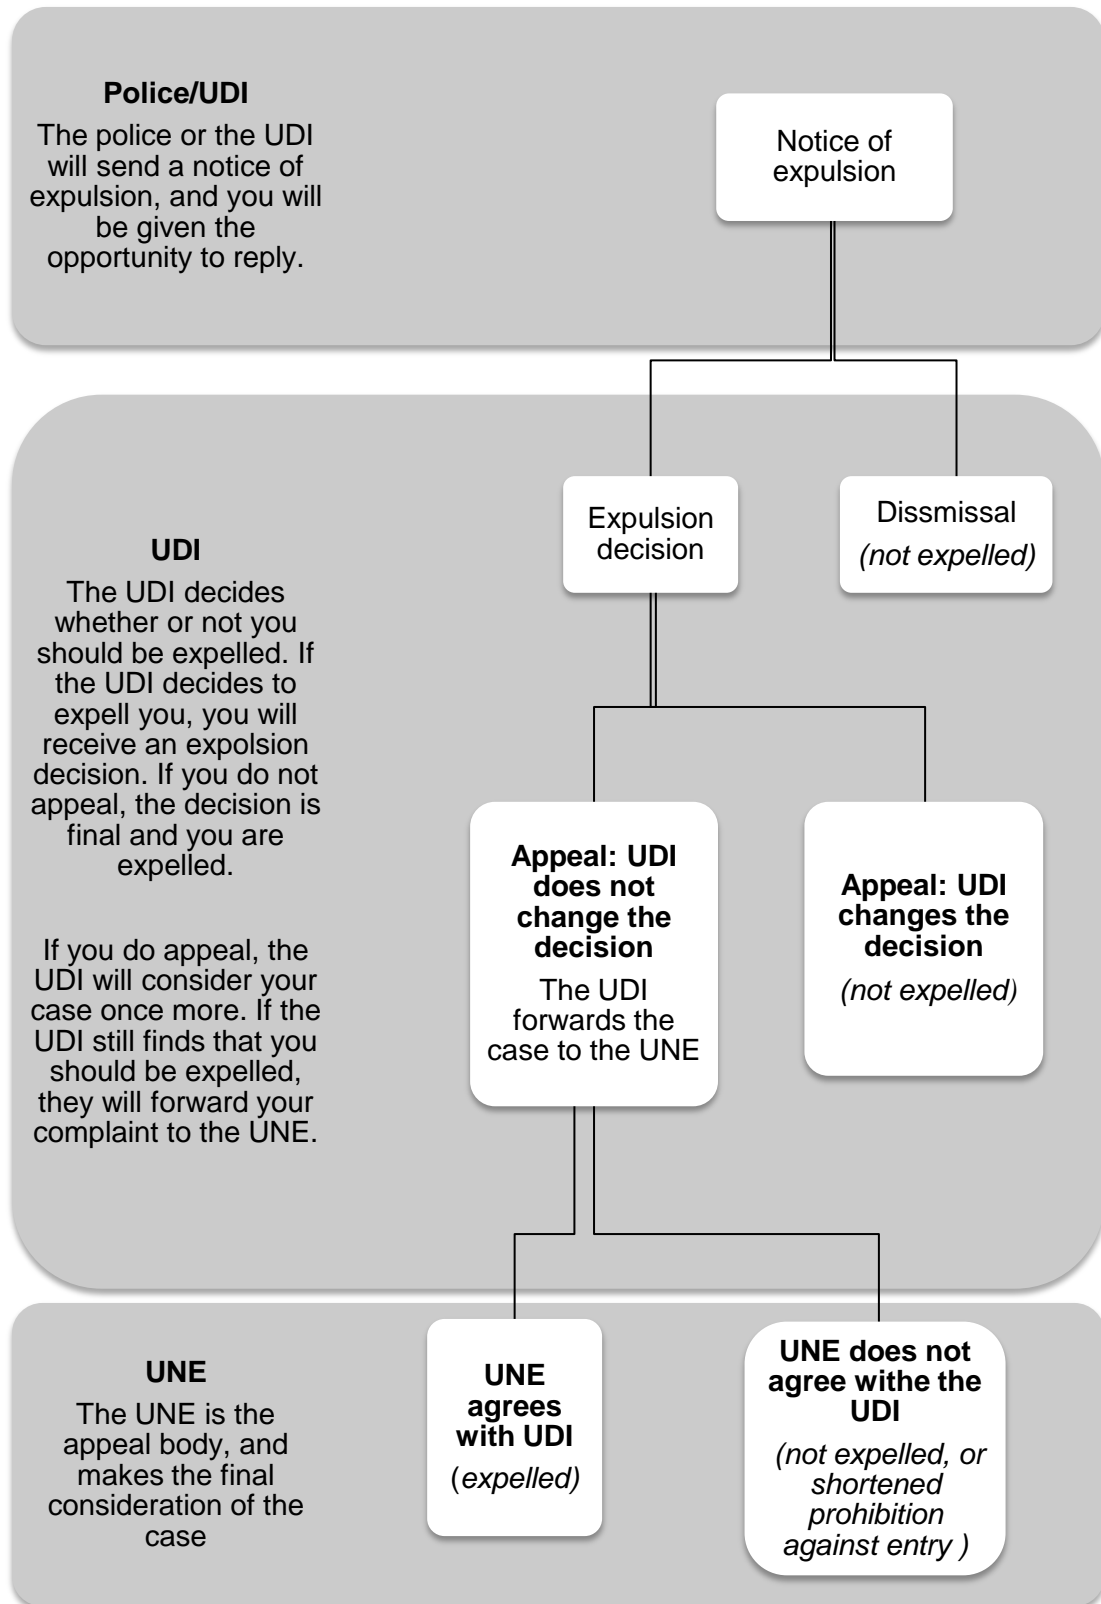 Police/UDI
The police or the UDI
will send a notice of
expulsion, and you will
be given the
opportunity to reply.
Notice of
expulsion
UDI
The UDI decides
whether or not you
should be expelled. If
the UDI decides to
expell you, you will
receive an expolsion
decision. If you do not
appeal, the decision is
final and you are
expelled.
If you do appeal, the
UDI will consider your
case once more. If the
UDI still finds that you
should be expelled,
they will forward your
complaint to the UNE.
Expulsion
decision
Dissmissal
(not expelled)
Appeal: UDI
does not
change the
decision
The UDI
forwards the
case to the UNE
Appeal: UDI
changes the
decision
(not expelled)
UNE
The UNE is the
appeal body, and
makes the final
consideration of the
case
UNE
agrees
with UDI
(expelled)
UNE does not
agree withe the
UDI
(not expelled, or
shortened
prohibition
against entry )